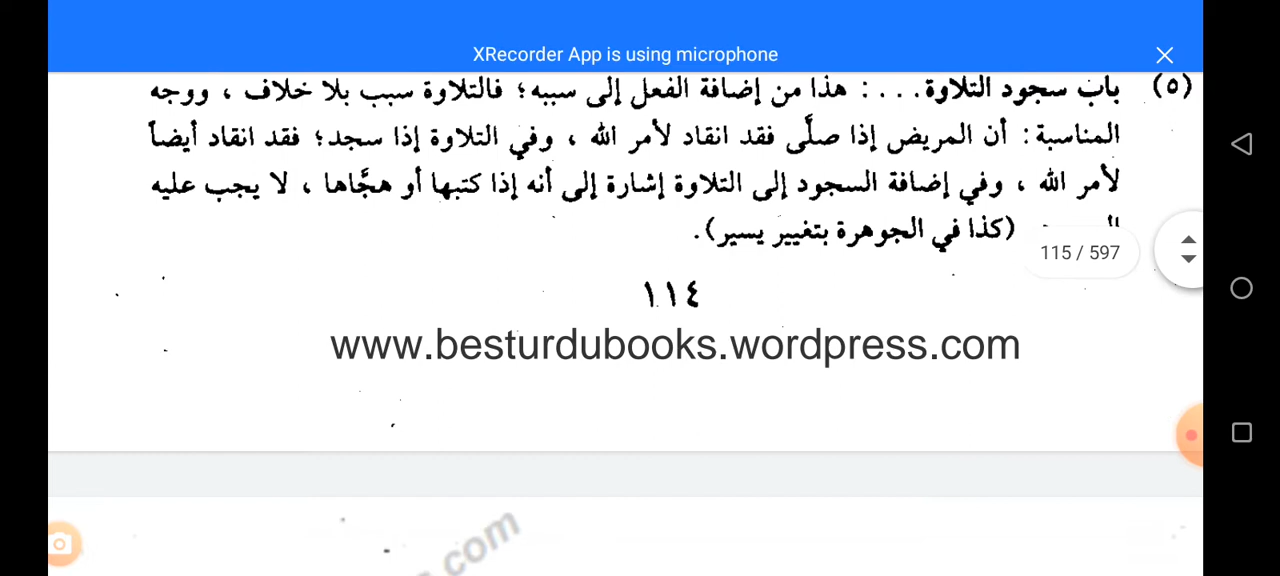 XRecorder App is using microphone
(٥) باب سجود التلاوة . . . : هذا من إضافة الفعل إلى سببه ؛ فالتلاوة سبب بلا خلاف ، ووجه
المناسبة : أن المريض إذا صلَّى فقد انقاد لأمر الله ، وفي التلاوة إذا سجد ؛ فقد انقاد أيضاً
لأمر الله ، وفي إضافة السجود إلى التلاوة إشارة إلى أنه إذا كتبها أو هجَّاها ، لا يجب عليه
(كذا في الجوهرة بتغيير يسير) .
115 / 597
١١٤
www.besturdubooks.wordpress.com
s.com